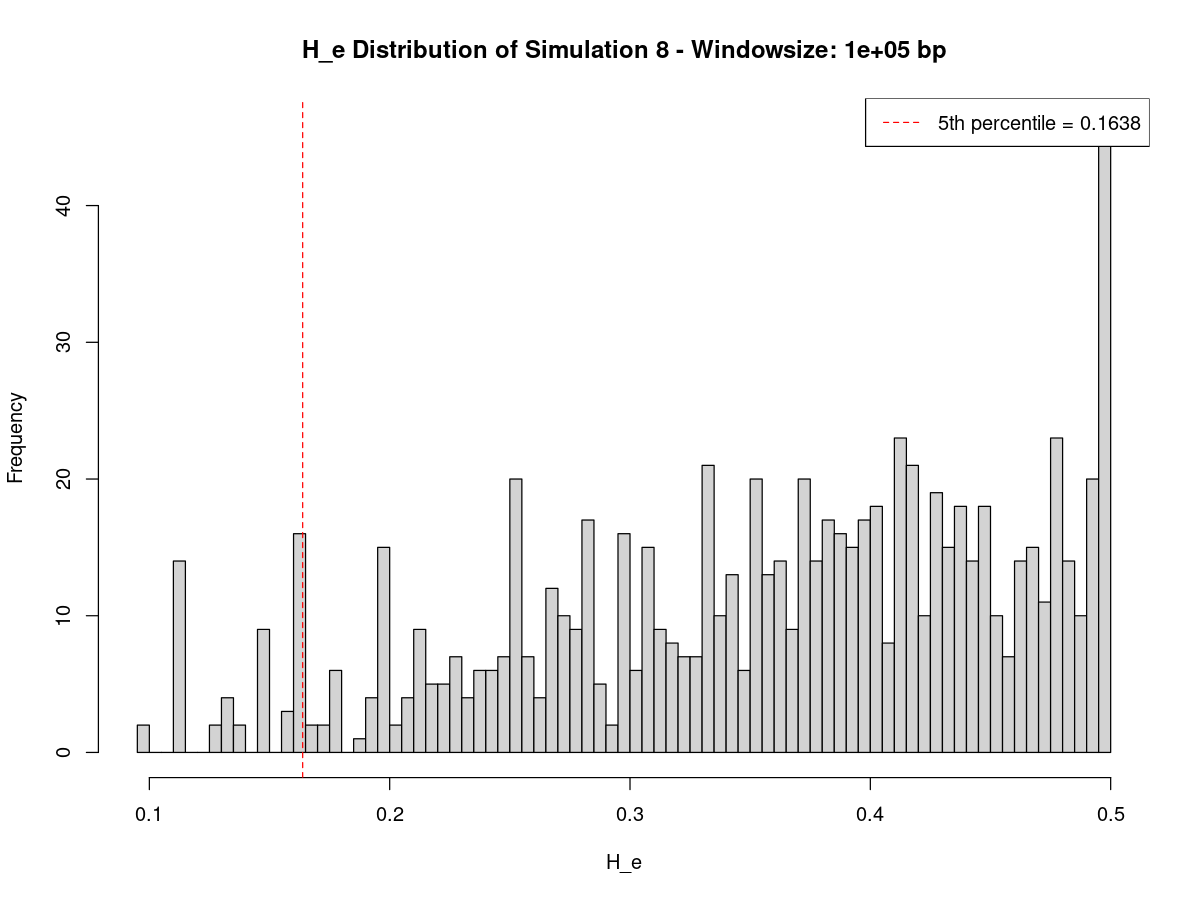 H_e Distribution of Simulation 8 - Windowsize: 1e+05 bp
5th percentile = 0.1638
Frequency
40
30
20
10
0
0.1 0.2 0.3 0.4 0.5
H_e